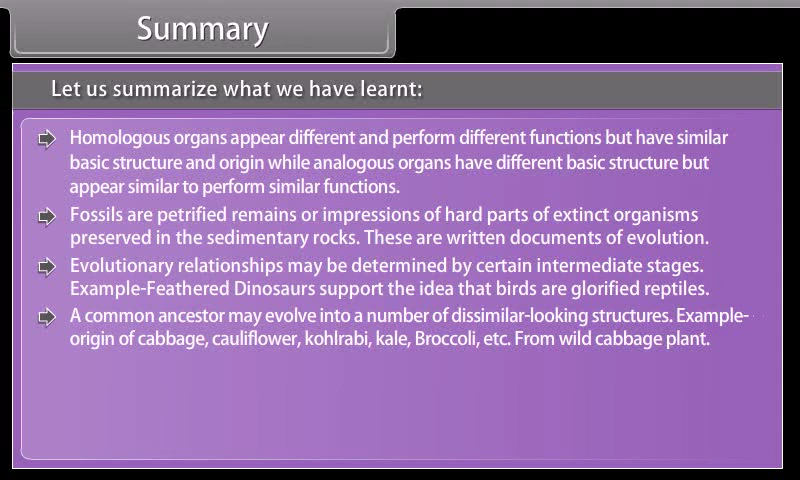 Summary
Let us summarize what we have learnt:
Homologous organs appear different and perform different functions but have similar
basic structure and origin while analogous organs have different basic structure but
appear similar to perform similar functions.
Fossils are petrified remains or impressions of hard parts of extinct organisms
preserved in the sedimentary rocks. These are written documents of evolution.
Evolutionary relationships may be determined by certain intermediate stages.
Example-Feathered Dinosaurs support the idea that birds are glorified reptiles.
A common ancestor may evolve into a number of dissimilar-looking structures. Example-
origin of cabbage, cauliflower, kohlrabi, kale, Broccoli, etc. From wild cabbage plant.